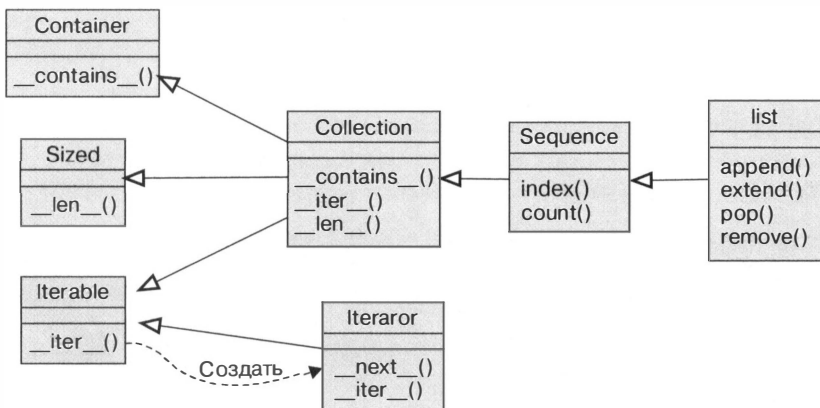 Container
__contains__()
Sized
__len__()
Iterable
__iter__()
Collection
__contains__()
__iter__()
__len__()
Iteraror
__next__()
__iter__()
Создать
Sequence
index()
count()
list
append()
extend()
pop()
remove()